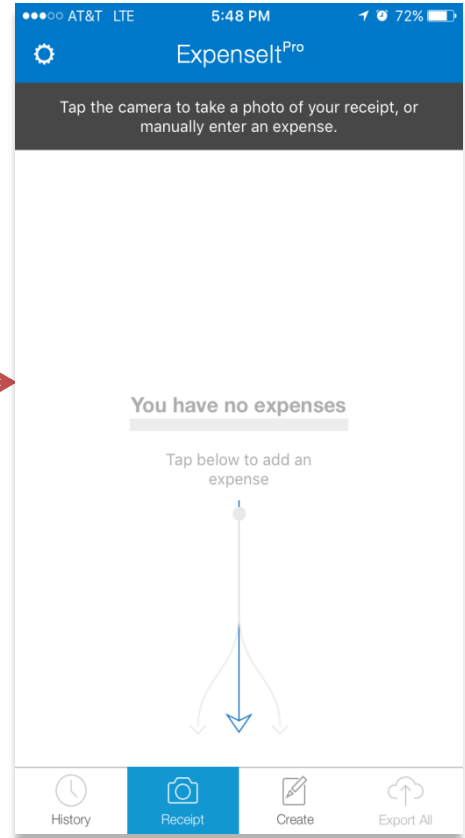 AT&T LTE 5:48 PM 72%
ExpenseIt Pro
Tap the camera to take a photo of your receipt, or
manually enter an expense.
You have no expenses
Tap below to add an
expense
History Receipt Create Export All